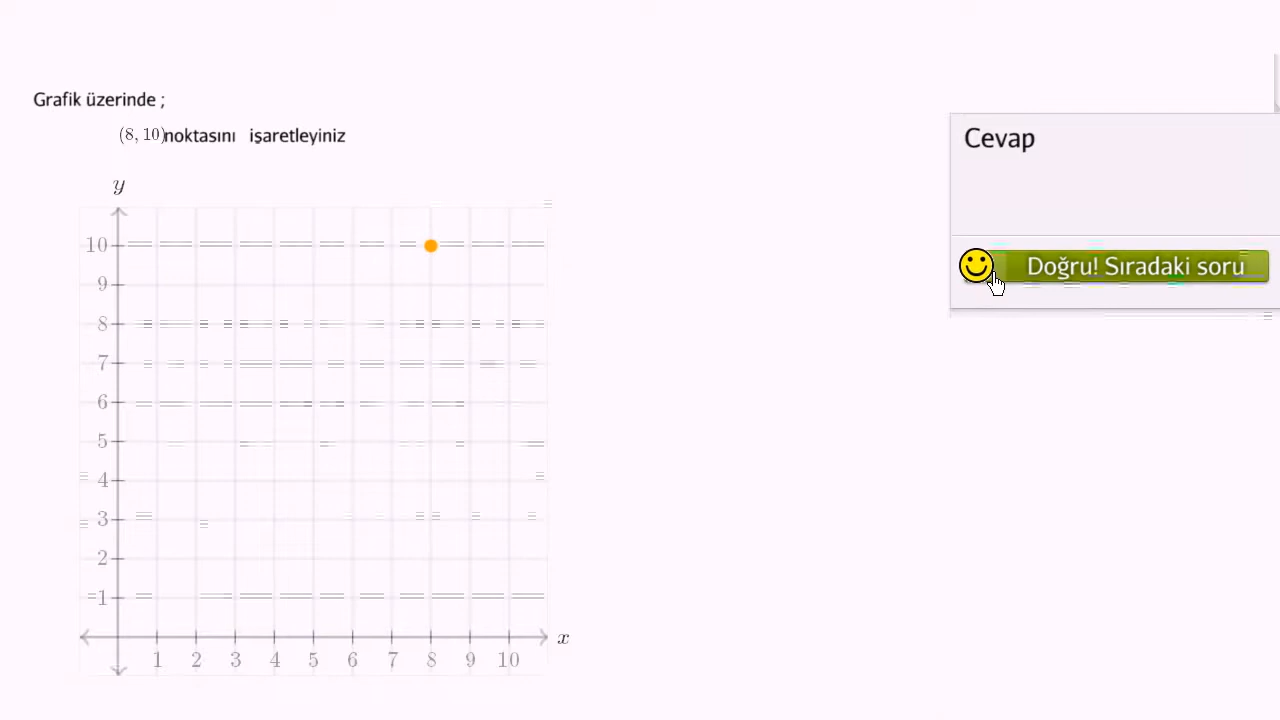 Grafik üzerinde ;
(8, 10)noktasını işaretleyiniz
Cevap
Doğru! Sıradaki soru
y
10
9
8
7
6
5
4
3
2
1
x
1 2 3 4 5 6 7 8 9 10